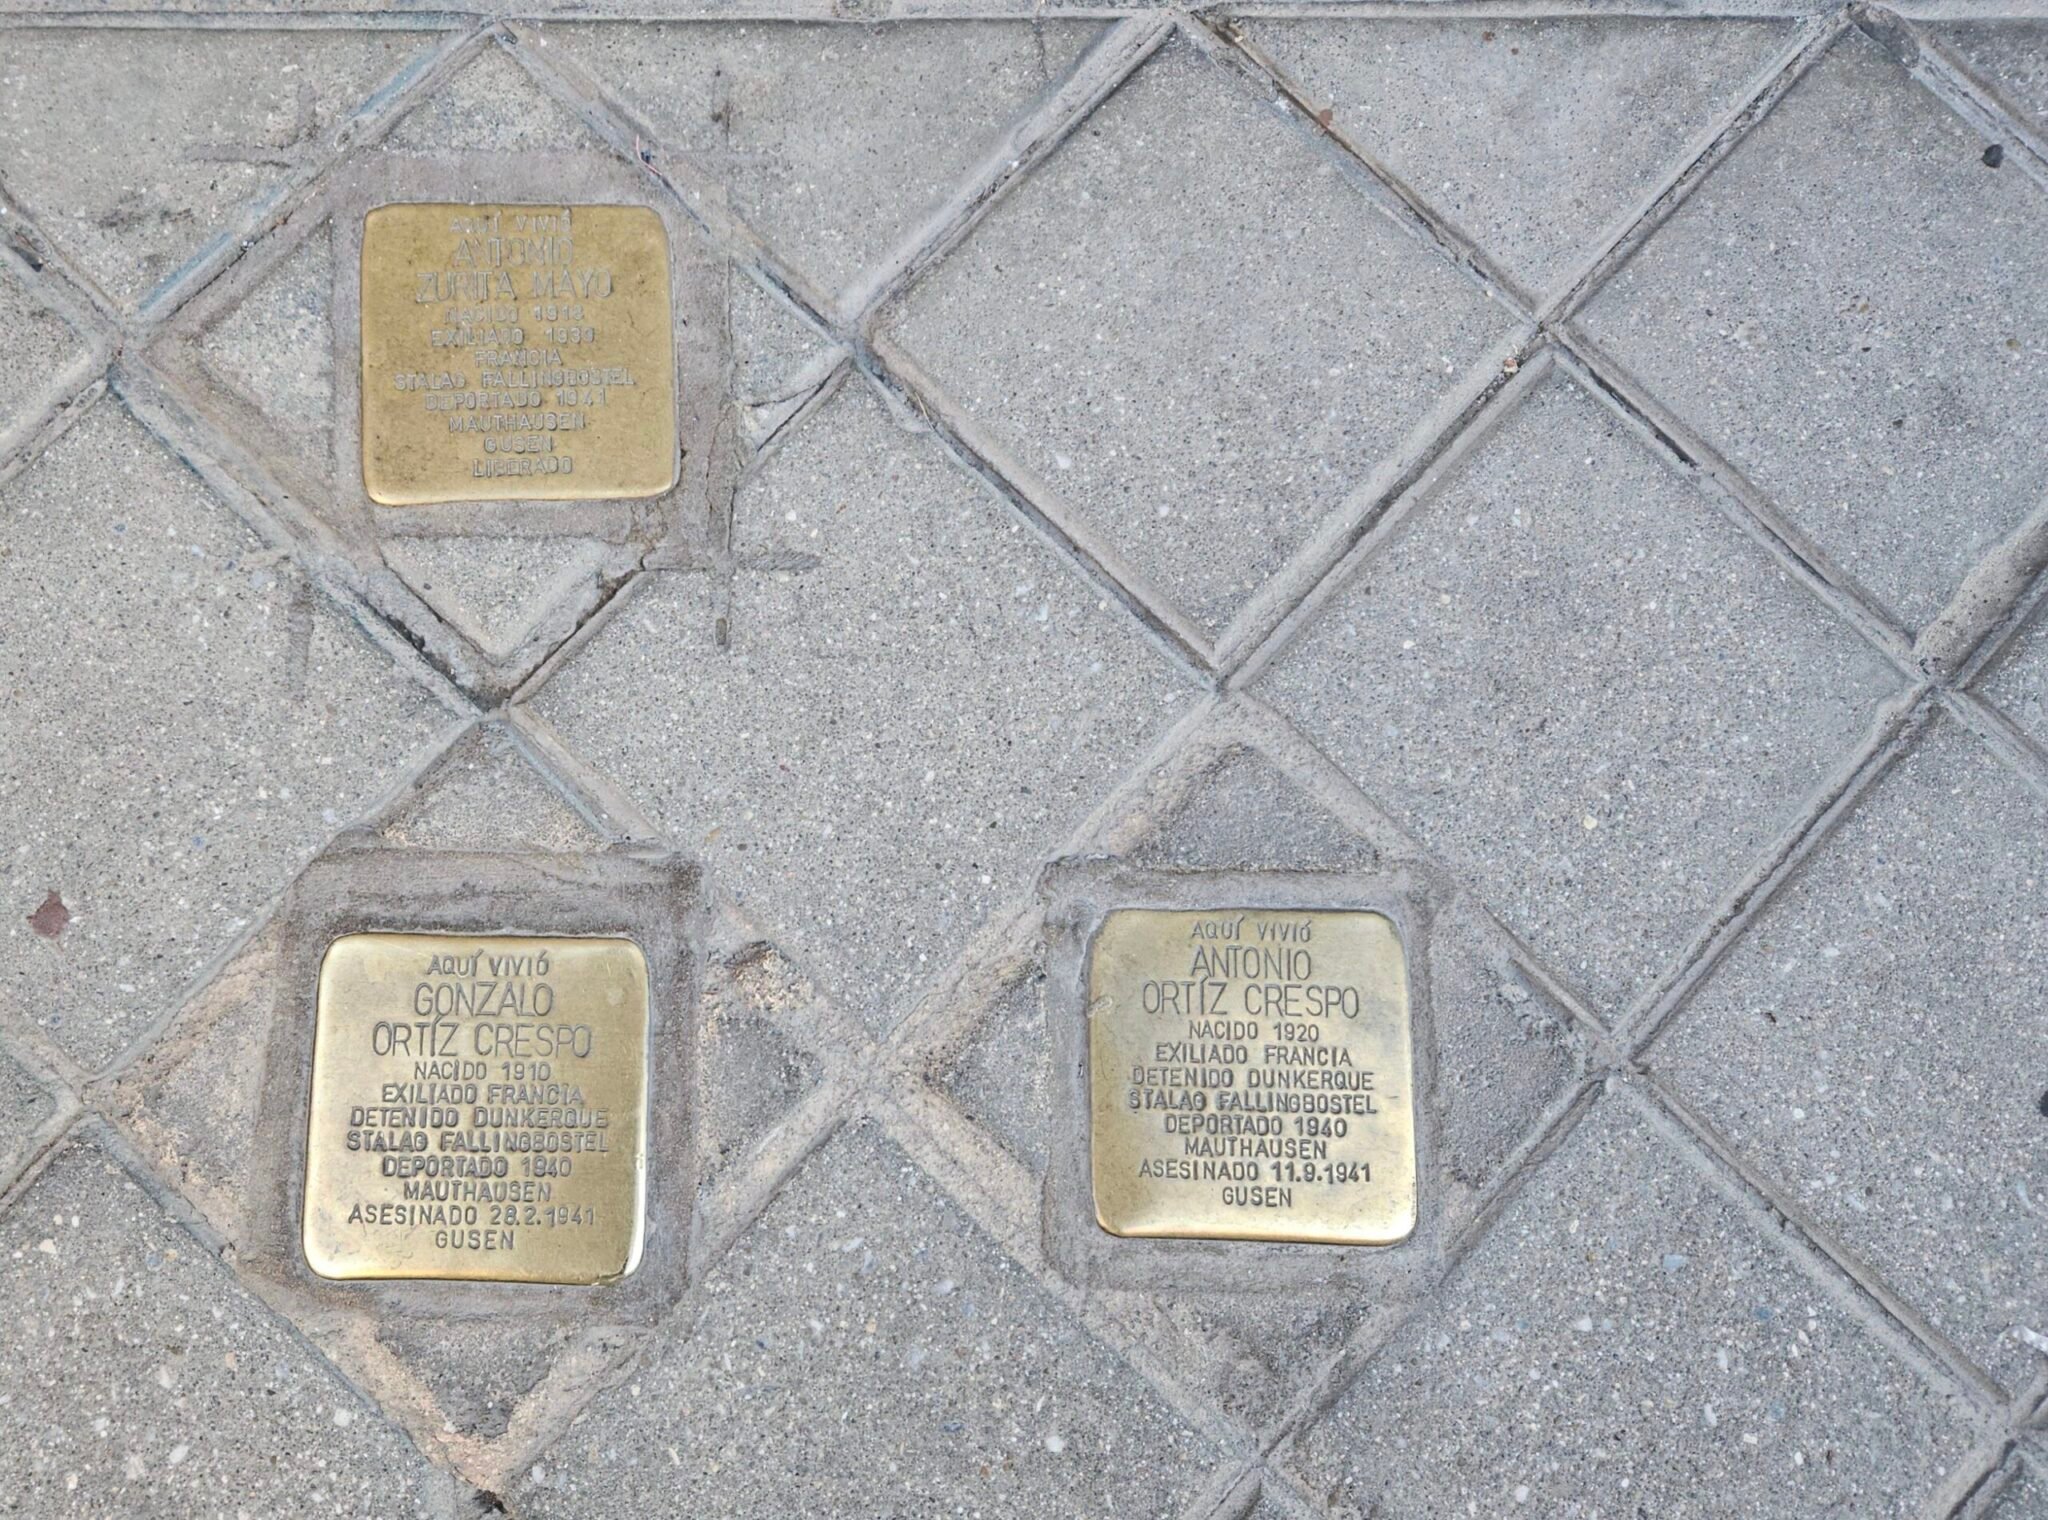 AQUÍ VIVIÓ
ANTONIO
ZURITA MAYO
NACIDO 1918
EXILIADO 1939
FRANCIA
STALAG FALLINGBOSTEL
DEPORTADO 1941
MAUTHAUSEN
GUSEN
LIBERADO
AQUÍ VIVIÓ
GONZALO
ORTÍZ CRESPO
NACIDO 1910
EXILIADO FRANCIA
DETENIDO DUNKERQUE
STALAG FALLINGBOSTEL
DEPORTADO 1940
MAUTHAUSEN
ASESINADO 28.2.1941
GUSEN
AQUÍ VIVIÓ
ANTONIO
ORTÍZ CRESPO
NACIDO 1920
EXILIADO FRANCIA
DETENIDO DUNKERQUE
STALAG FALLINGBOSTEL
DEPORTADO 1940
MAUTHAUSEN
ASESINADO 11.9.1941
GUSEN